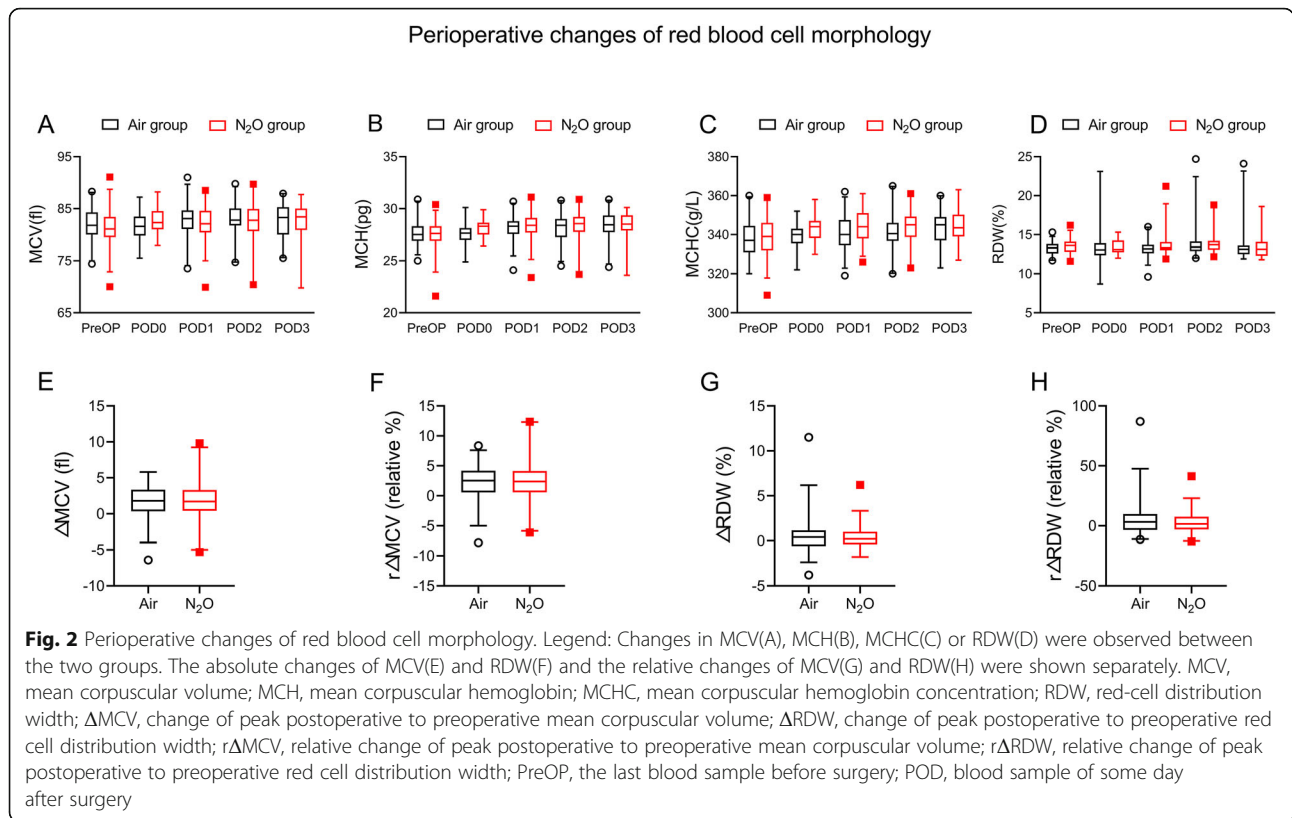 Perioperative changes of red blood cell morphology
A
Air group N₂O group
MCV(fl)
95
85
75
65
PreOP POD0 POD1 POD2 POD3
B
Air group N₂O group
MCH(pg)
35
30
25
20
PreOP POD0 POD1 POD2 POD3
C
Air group N₂O group
MCHC(g/L)
380
360
340
320
300
PreOP POD0 POD1 POD2 POD3
D
Air group N₂O group
RDW(%)
25
20
15
10
5
PreOP POD0 POD1 POD2 POD3
E
ΔMCV (fl)
15
10
5
0
-5
-10
Air N₂O
F
rΔMCV (relative %)
15
10
5
0
-5
-10
-15
Air N₂O
G
ΔRDW (%)
15
10
5
0
-5
Air N₂O
H
rΔRDW (relative %)
100
50
0
-50
Air N₂O
Fig. 2 Perioperative changes of red blood cell morphology. Legend: Changes in MCV(A), MCH(B), MCHC(C) or RDW(D) were observed between
the two groups. The absolute changes of MCV(E) and RDW(F) and the relative changes of MCV(G) and RDW(H) were shown separately. MCV,
mean corpuscular volume; MCH, mean corpuscular hemoglobin; MCHC, mean corpuscular hemoglobin concentration; RDW, red-cell distribution
width; ΔMCV, change of peak postoperative to preoperative mean corpuscular volume; ΔRDW, change of peak postoperative to preoperative red
cell distribution width; rΔMCV, relative change of peak postoperative to preoperative mean corpuscular volume; rΔRDW, relative change of peak
postoperative to preoperative red cell distribution width; PreOP, the last blood sample before surgery; POD, blood sample of some day
after surgery